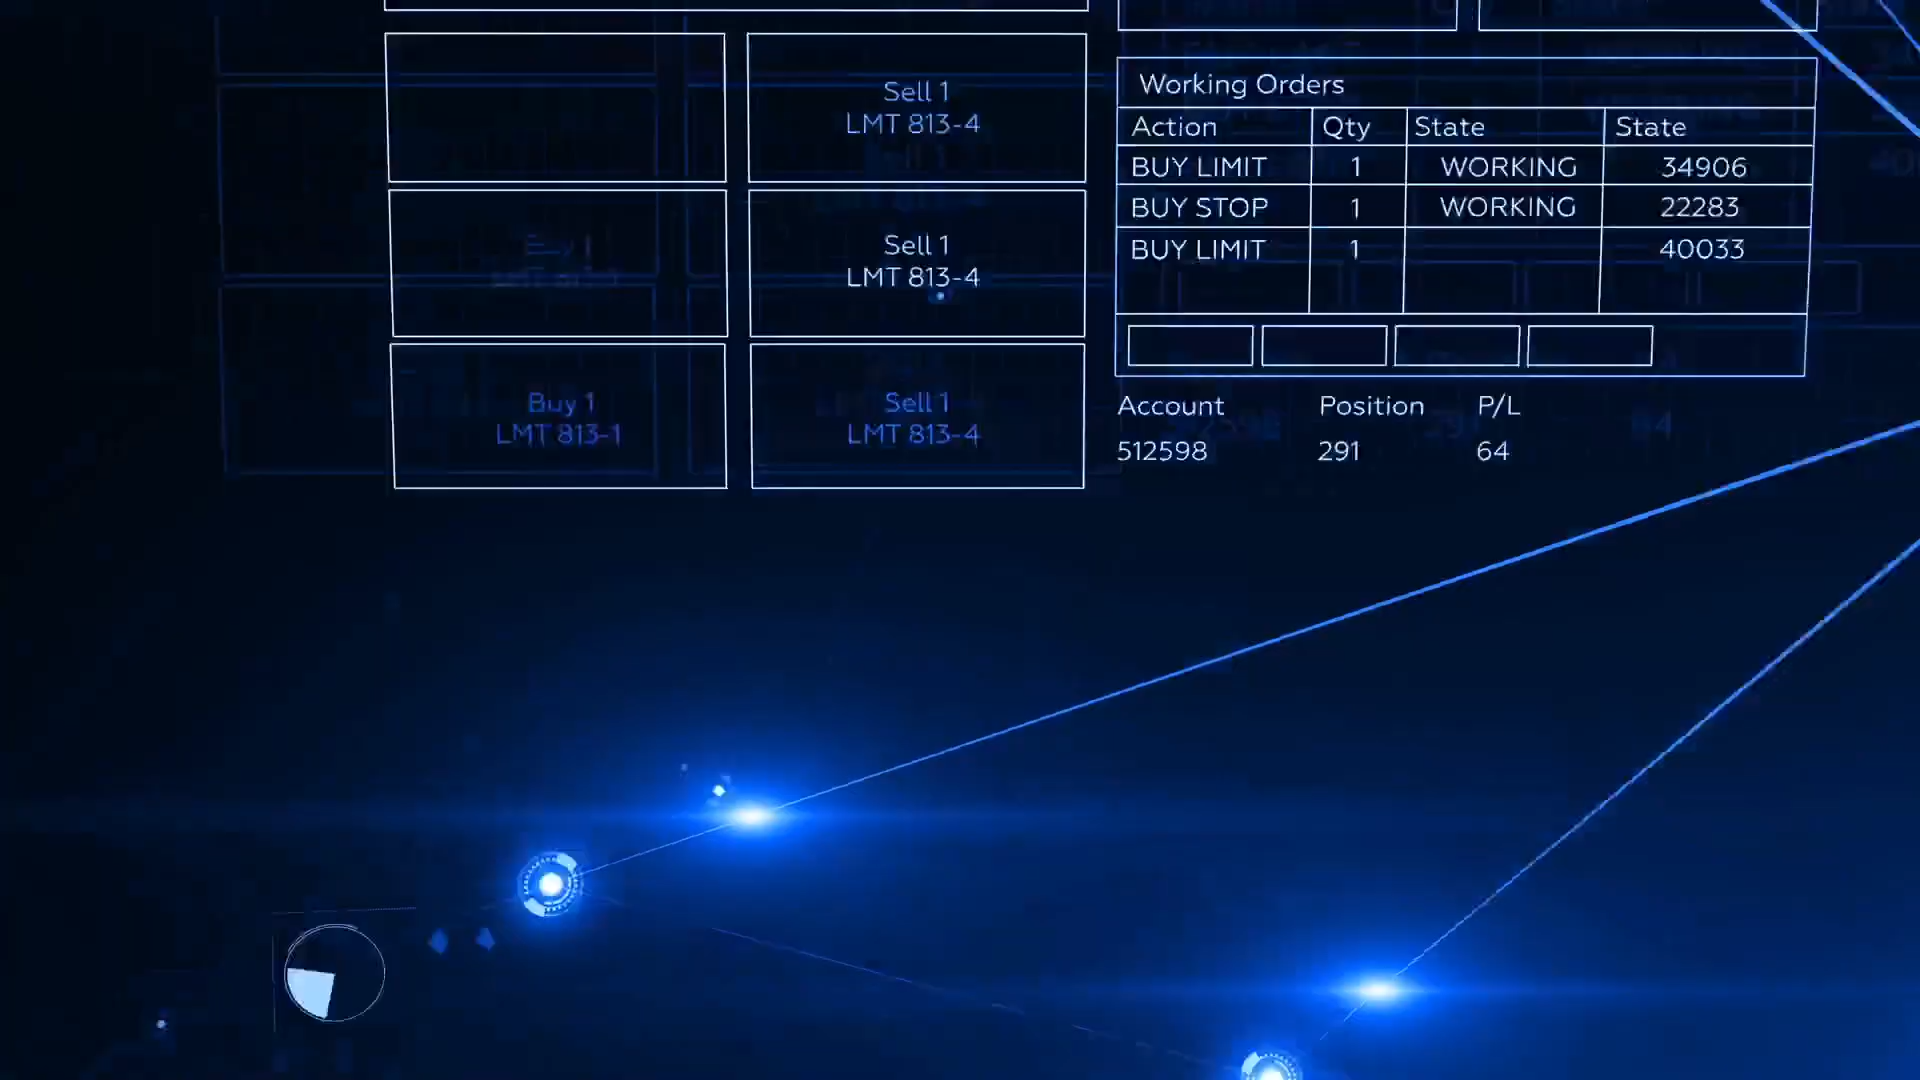 Sell 1
LMT 813-4
Sell 1
LMT 813-4
Buy 1
Buy 1
LMT 813-1
Sell 1
LMT 813-4
Working Orders
Action Qty State State
BUY LIMIT 1 WORKING 34906
BUY STOP 1 WORKING 22283
BUY LIMIT 1 40033
Account Position P/L
512598 291 64